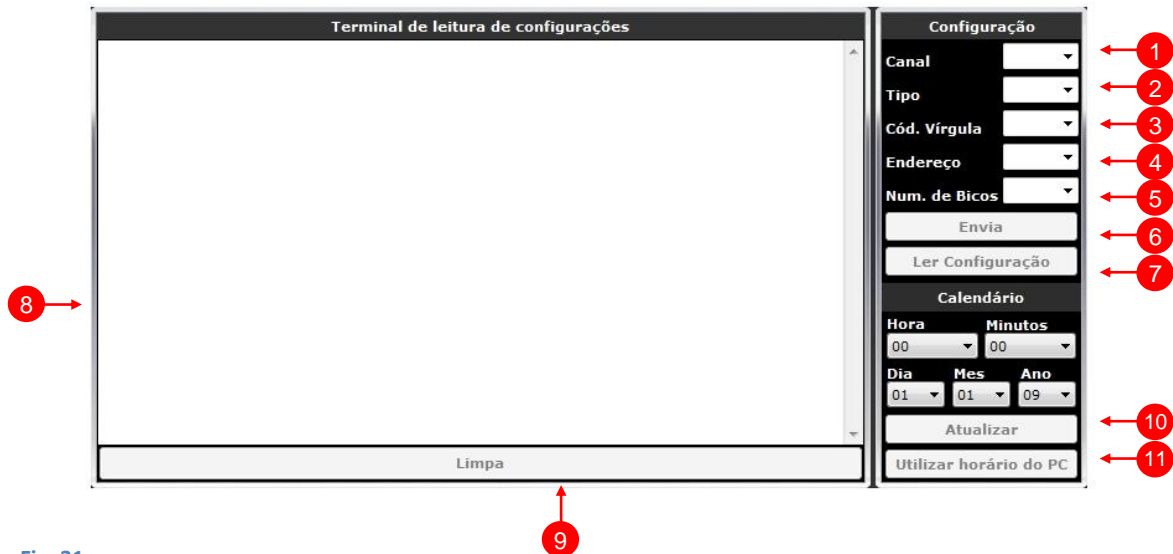 Terminal de leitura de configurações
Limpa
Configuração
Canal
Tipo
Cód. Vírgula
Endereço
Num. de Bicos
Envia
Ler Configuração
Calendário
Hora Minutos
00 00
Dia Mes Ano
01 01 09
Atualizar
Utilizar horário do PC
1
2
3
4
5
6
7
8
10
11
9